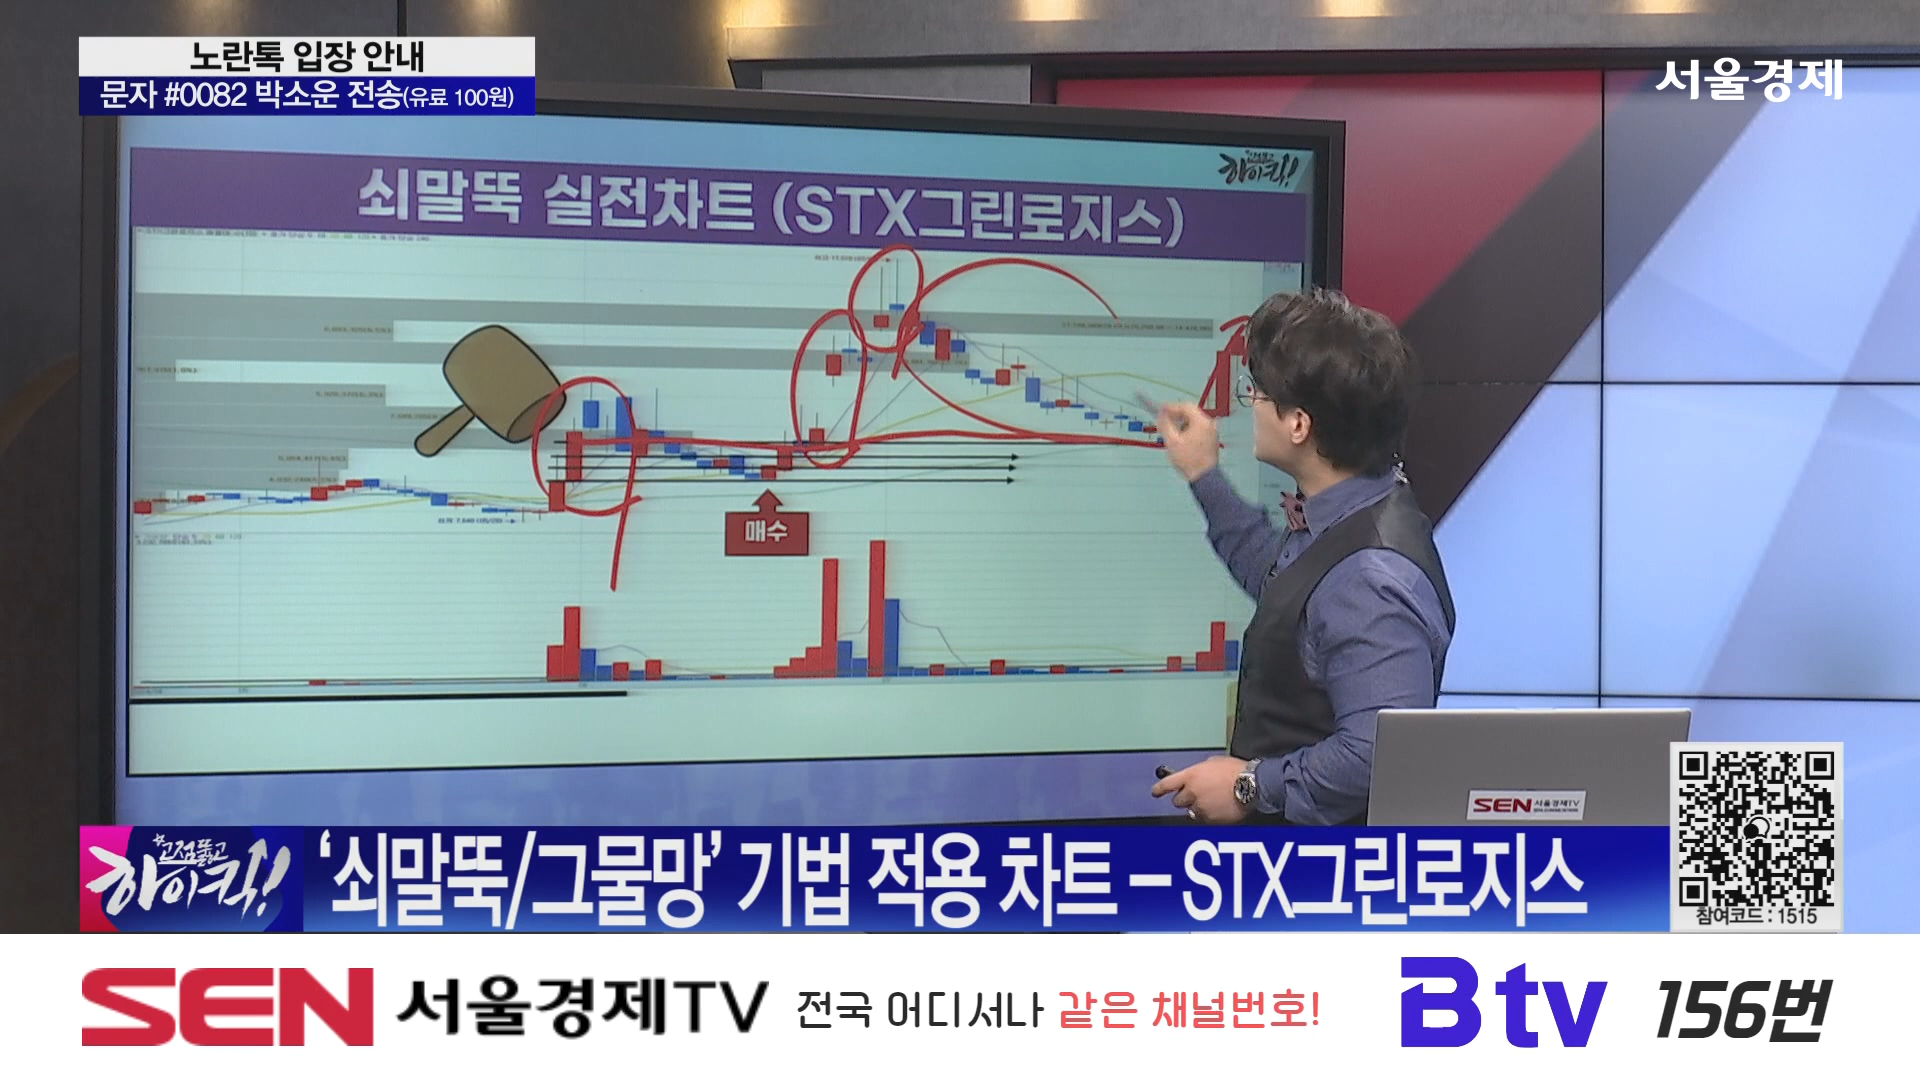 노란톡 입장 안내
문자 #0082 박소운 전송(유료 100원)
서울경제
하이킥!
쇠말뚝 실전차트 (STX그린로지스)
매수
SEN 서울경제TV
고점뚫고
하이킥!
'쇠말뚝/그물망' 기법 적용 차트 - STX그린로지스
참여코드 : 1515
SEN 서울경제TV 전국 어디서나 같은 채널번호! B tv 156번